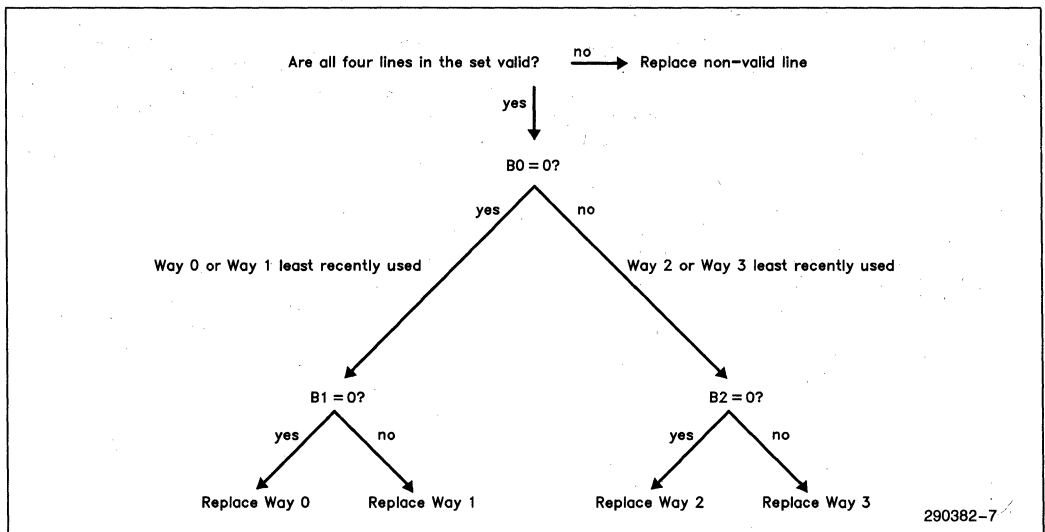 Are all four lines in the set valid? no Replace non-valid line
yes
B0 = 0?
yes no
Way 0 or Way 1 least recently used Way 2 or Way 3 least recently used
B1 = 0? B2 = 0?
yes no yes no
Replace Way 0 Replace Way 1 Replace Way 2 Replace Way 3
290382-7